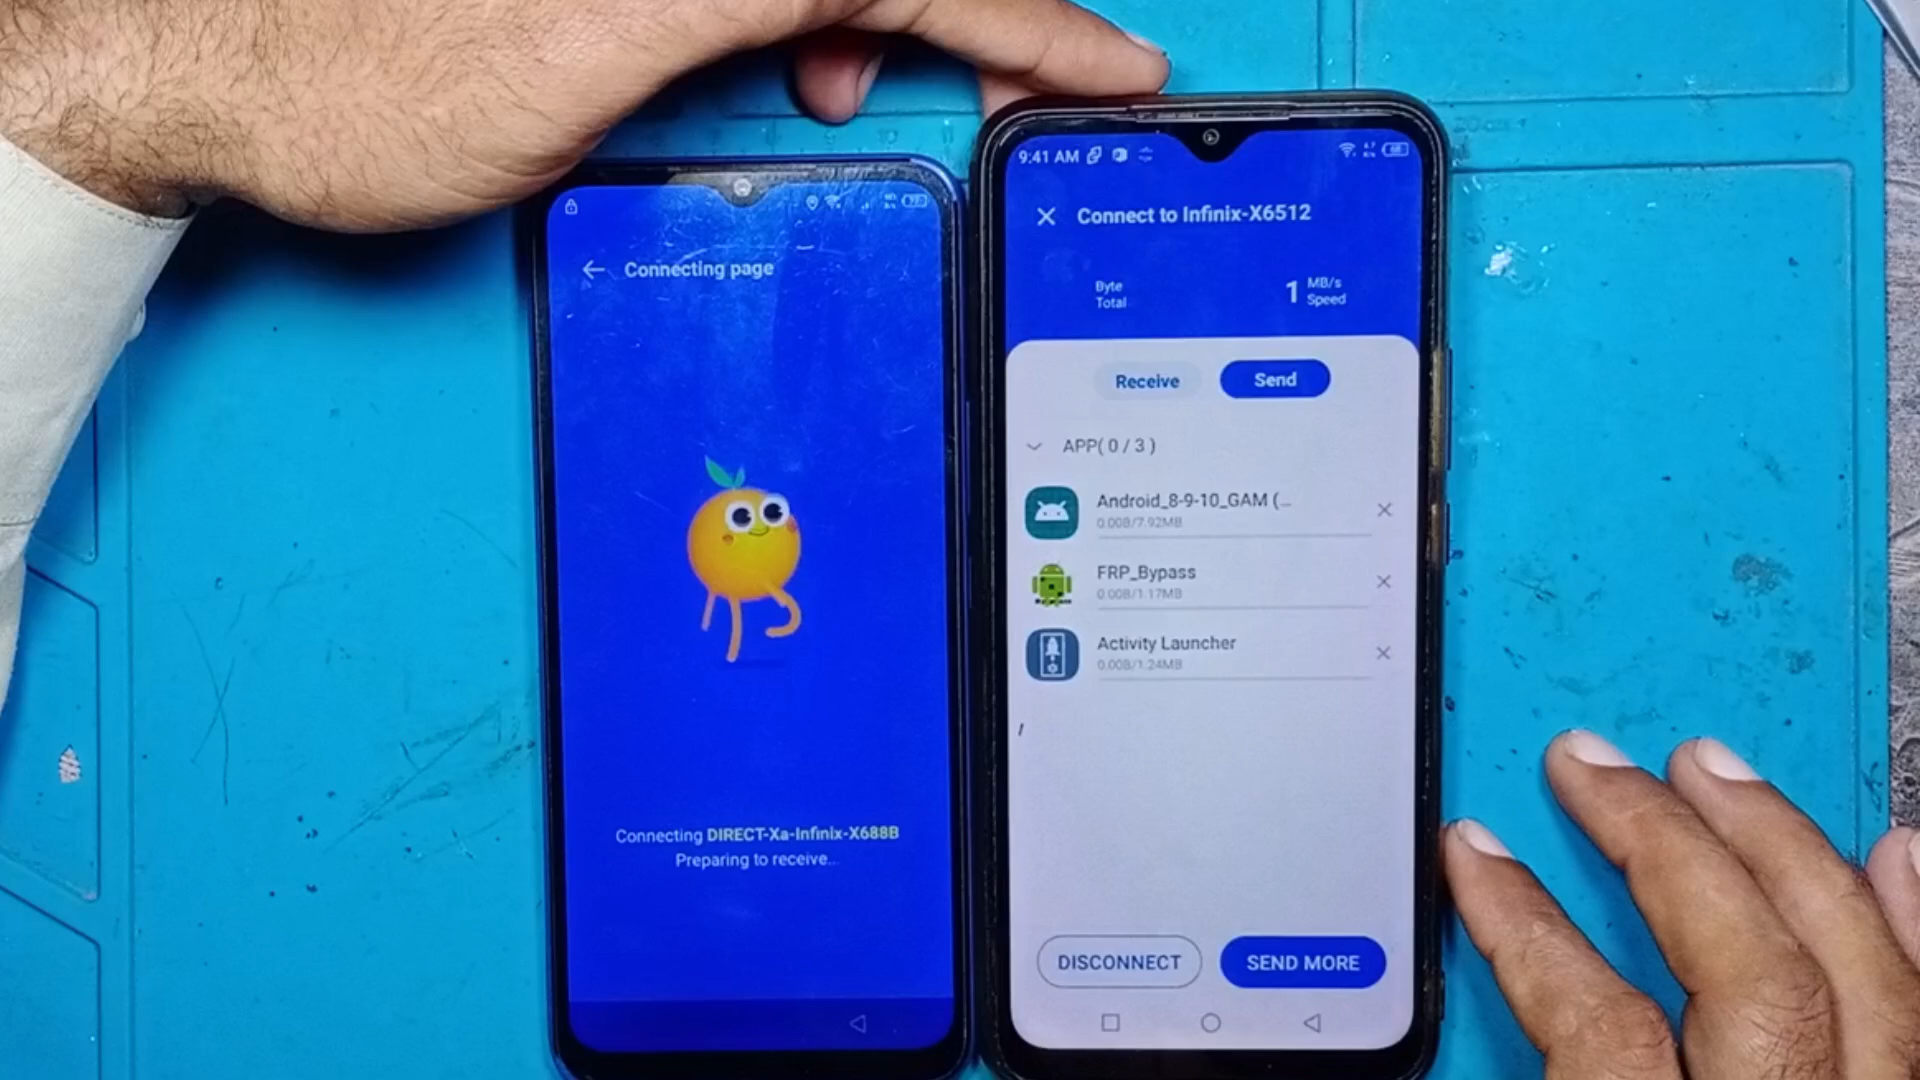 Connecting page
Connecting DIRECT-Xa-Infinix-X688B
Preparing to receive...
9:41 AM
Connect to Infinix-X6512
Byte
Total
1 MB/s
Speed
Receive
Send
APP( 0 / 3 )
Android_8-9-10_GAM (...
0.00B/7.92MB
FRP_Bypass
0.00B/1.17MB
Activity Launcher
0.00B/1.24MB
/
DISCONNECT
SEND MORE